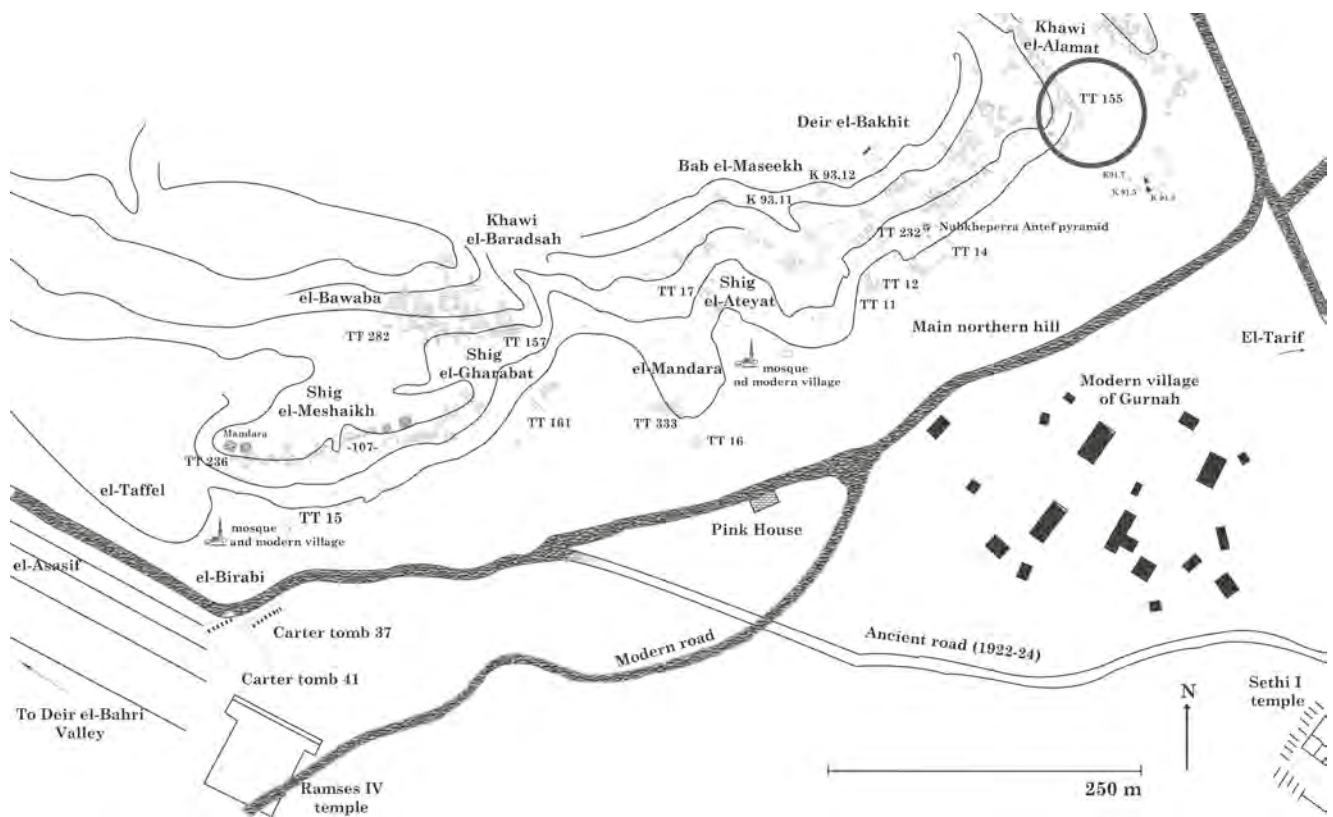 Khawi
el-Alamat
TT 155
Deir el-Bakhit
Bab el-Maseekh
K 93.12
K 93.11
K91.7
K 91.5
Khawi
el-Baradsah
TT 232
Nubkheperra Antef pyramid
TT 14
TT 17
Shig
el-Ateyat
TT 12
TT 11
el-Bawaba
TT 282
TT 157
Main northern hill
El-Tarif
Shig
el-Gharabat
el-Mandara
mosque
nd modern village
Modern village
of Gurnah
Shig
el-Meshaikh
TT 161
TT 333
TT 16
Mandara
-107-
TT 236
el-Taffel
TT 15
mosque
and modern village
Pink House
el-Asasif
el-Birabi
Carter tomb 37
Modern road
Ancient road (1922-24)
Carter tomb 41
Sethi I
temple
N
To Deir el-Bahri
Valley
250 m
Ramses IV
temple